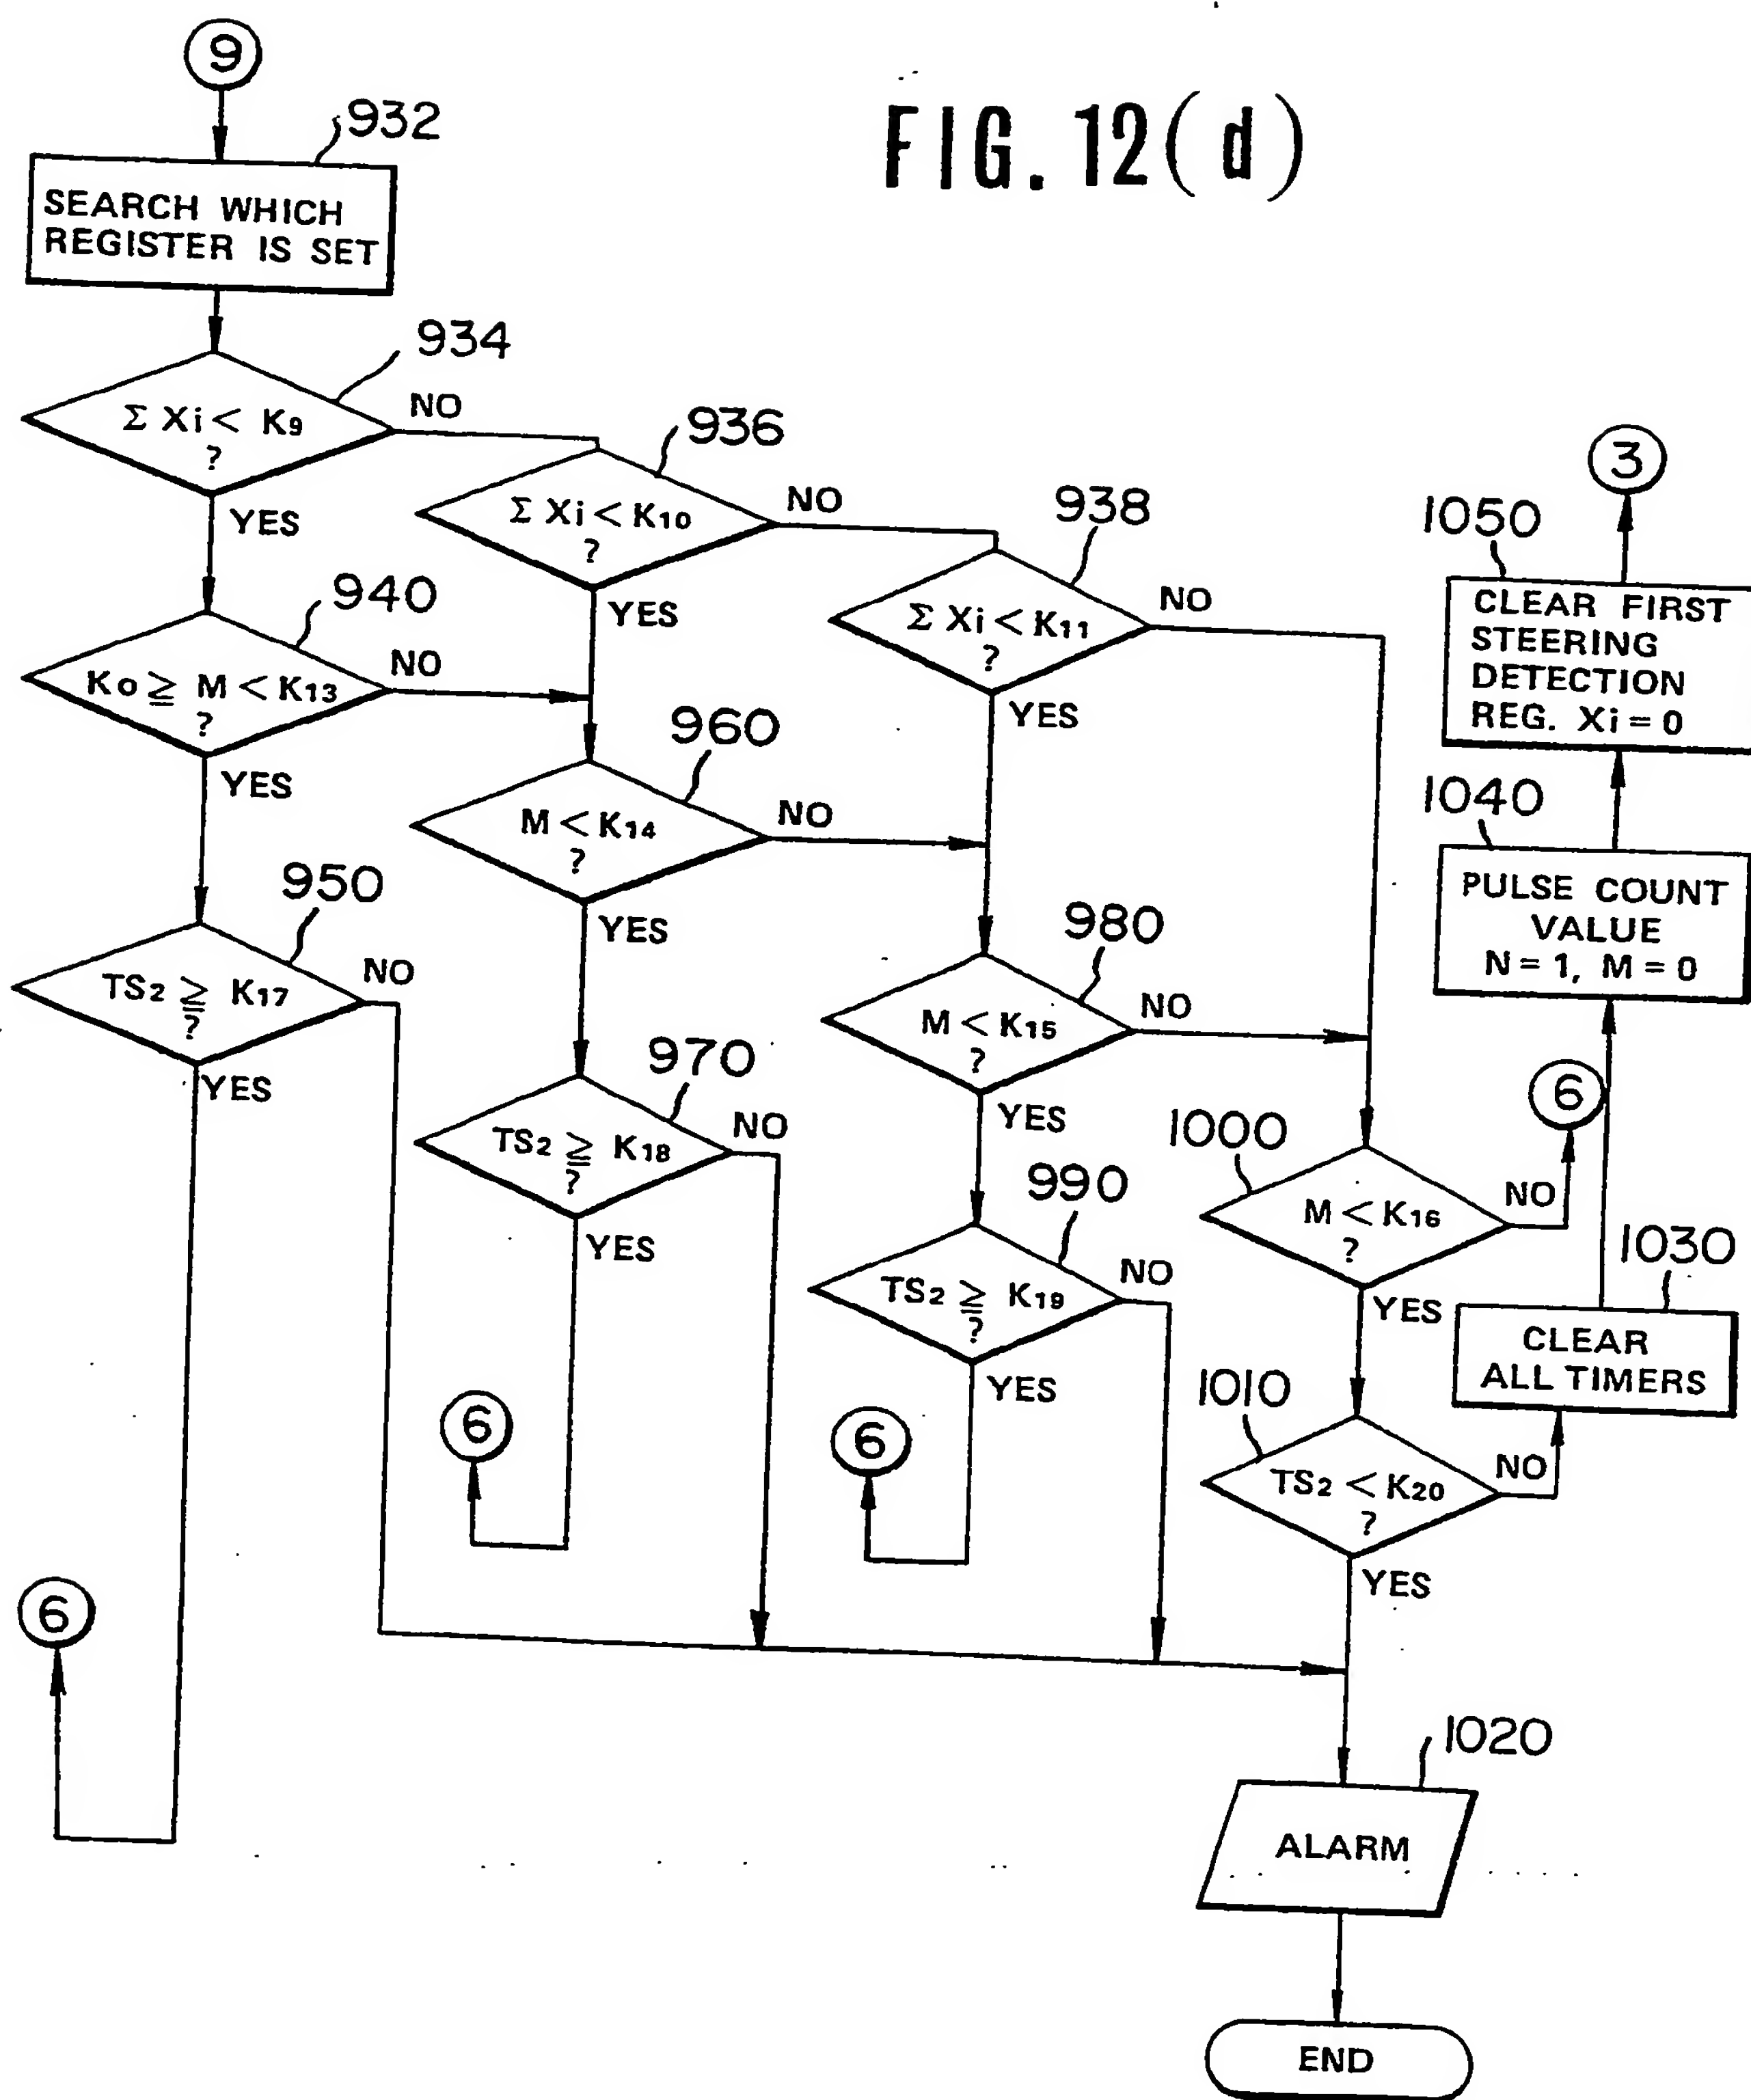 FIG. 12(d)
9
932
SEARCH WHICH
REGISTER IS SET
934
Σ Xi < K9
?
NO
YES
936
Σ Xi < K10
?
NO
YES
938
Σ Xi < K11
?
NO
YES
940
Ko ≧ M < K13
?
NO
YES
950
TS2 ≧ K17
?
NO
YES
6
960
M < K14
?
NO
YES
970
TS2 ≧ K18
?
NO
YES
6
980
M < K15
?
NO
YES
990
TS2 ≧ K19
?
NO
YES
6
1000
M < K16
?
NO
6
YES
1010
TS2 < K20
?
NO
YES
1020
ALARM
END
1030
CLEAR
ALL TIMERS
1040
PULSE COUNT
VALUE
N = 1, M = 0
1050
CLEAR FIRST
STEERING
DETECTION
REG. Xi = 0
3